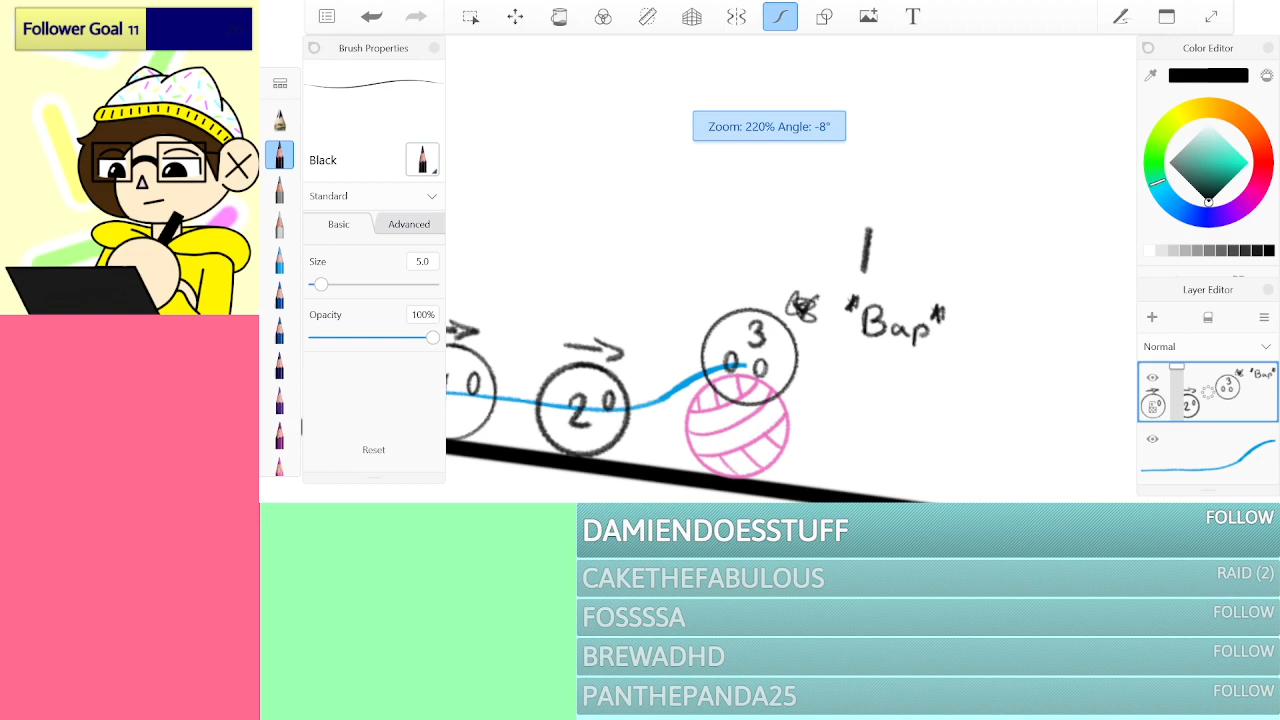 Follower Goal 11
Brush Properties
Black
Standard
Basic
Advanced
Size
5.0
Opacity
100%
Reset
T
Zoom: 220% Angle: -8°
0
2 0
3
0 0
*Bap*
Color Editor
Layer Editor
Normal
DAMIENDOESSTUFF FOLLOW
CAKETHEFABULOUS RAID (2)
FOSSSSA FOLLOW
BREWADHD FOLLOW
PANTHEPANDA25 FOLLOW